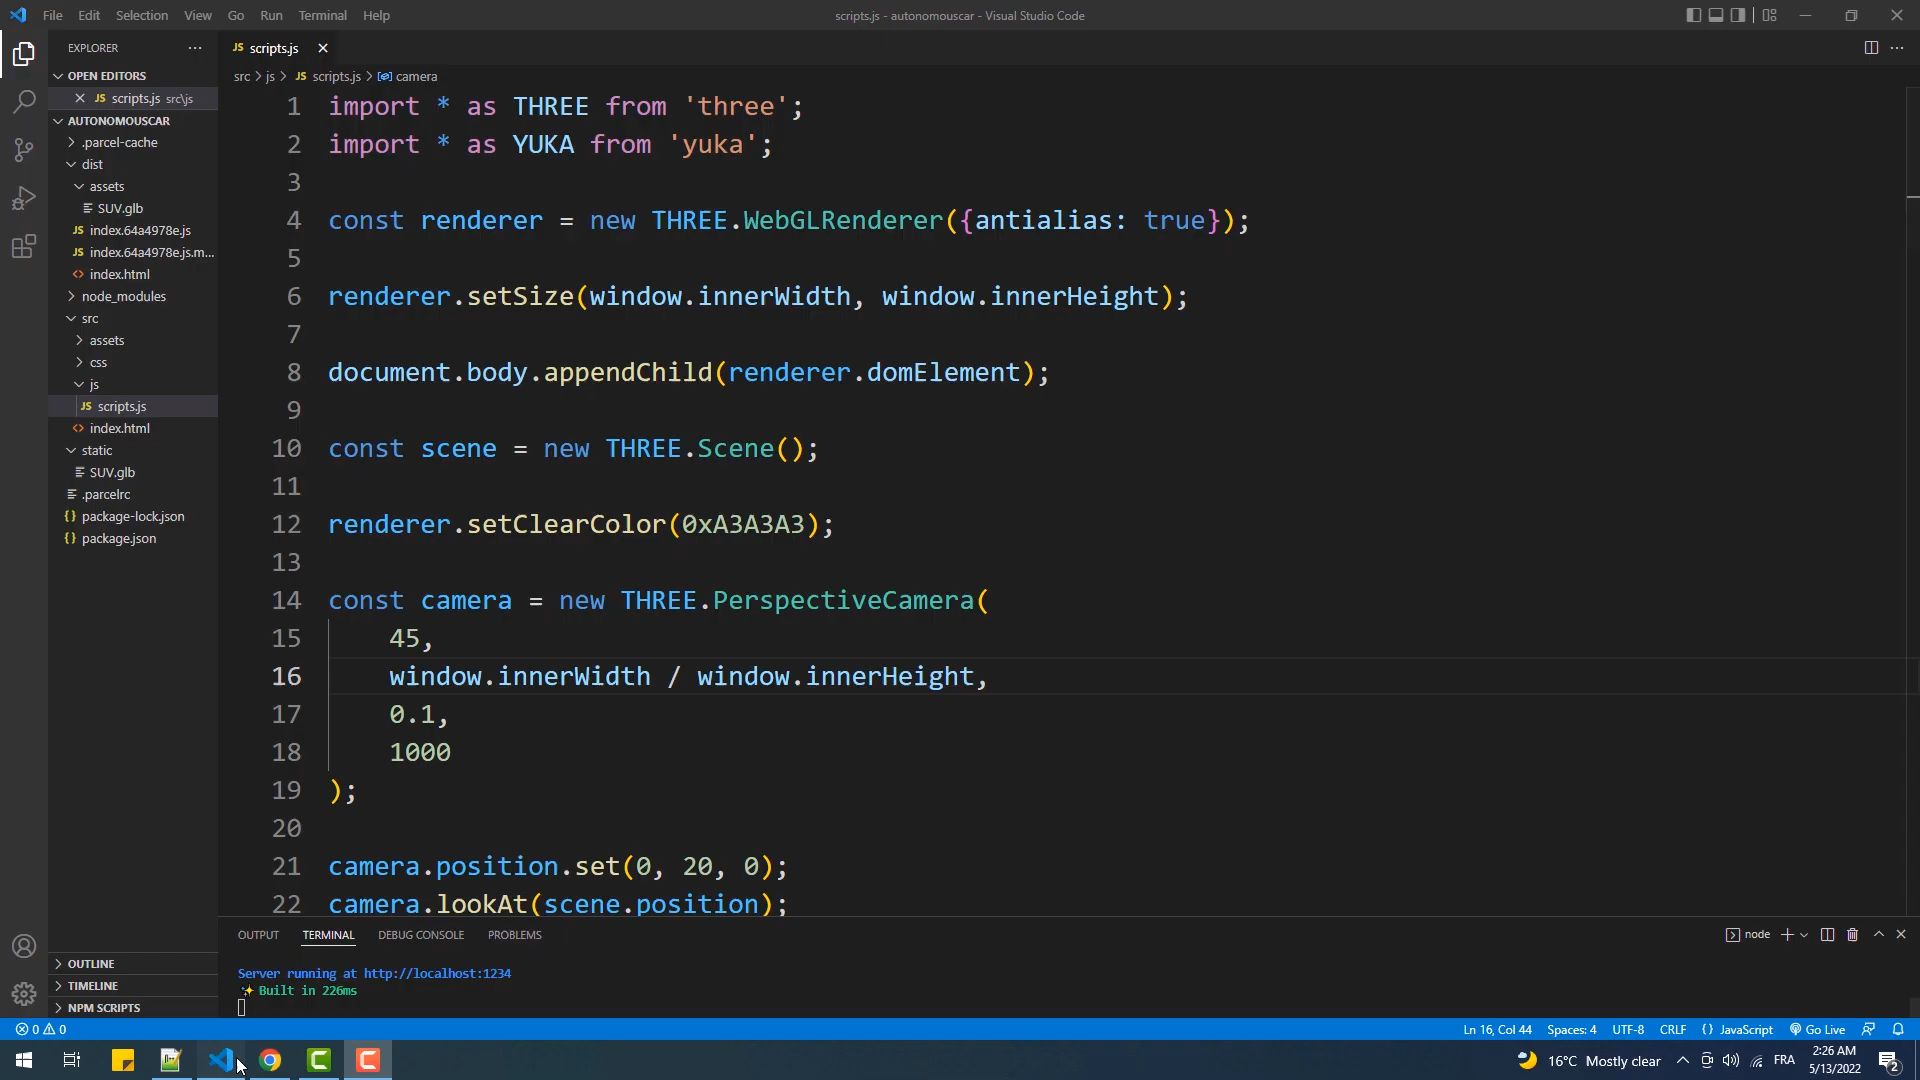 File Edit Selection View Go Run Terminal Help
scripts.js - autonomouscar - Visual Studio Code
EXPLORER
OPEN EDITORS
JS scripts.js src\js
AUTONOMOUSCAR
.parcel-cache
dist
assets
SUV.glb
JS index.64a4978e.js
JS index.64a4978e.js.m...
index.html
node_modules
src
assets
css
js
JS scripts.js
index.html
static
SUV.glb
.parcelrc
package-lock.json
package.json
OUTLINE
TIMELINE
NPM SCRIPTS
JS scripts.js
src > js > JS scripts.js > camera
1 import * as THREE from 'three';
2 import * as YUKA from 'yuka';
3
4 const renderer = new THREE.WebGLRenderer({antialias: true});
5
6 renderer.setSize(window.innerWidth, window.innerHeight);
7
8 document.body.appendChild(renderer.domElement);
9
10 const scene = new THREE.Scene();
11
12 renderer.setClearColor(0xA3A3A3);
13
14 const camera = new THREE.PerspectiveCamera(
15 45,
16 window.innerWidth / window.innerHeight,
17 0.1,
18 1000
19 );
20
21 camera.position.set(0, 20, 0);
22 camera.lookAt(scene.position);
OUTPUT TERMINAL DEBUG CONSOLE PROBLEMS
node
Server running at http://localhost:1234
✨ Built in 226ms
0 0
Ln 16, Col 44 Spaces: 4 UTF-8 CRLF {} JavaScript Go Live
16°C Mostly clear
FRA
2:26 AM
5/13/2022
2